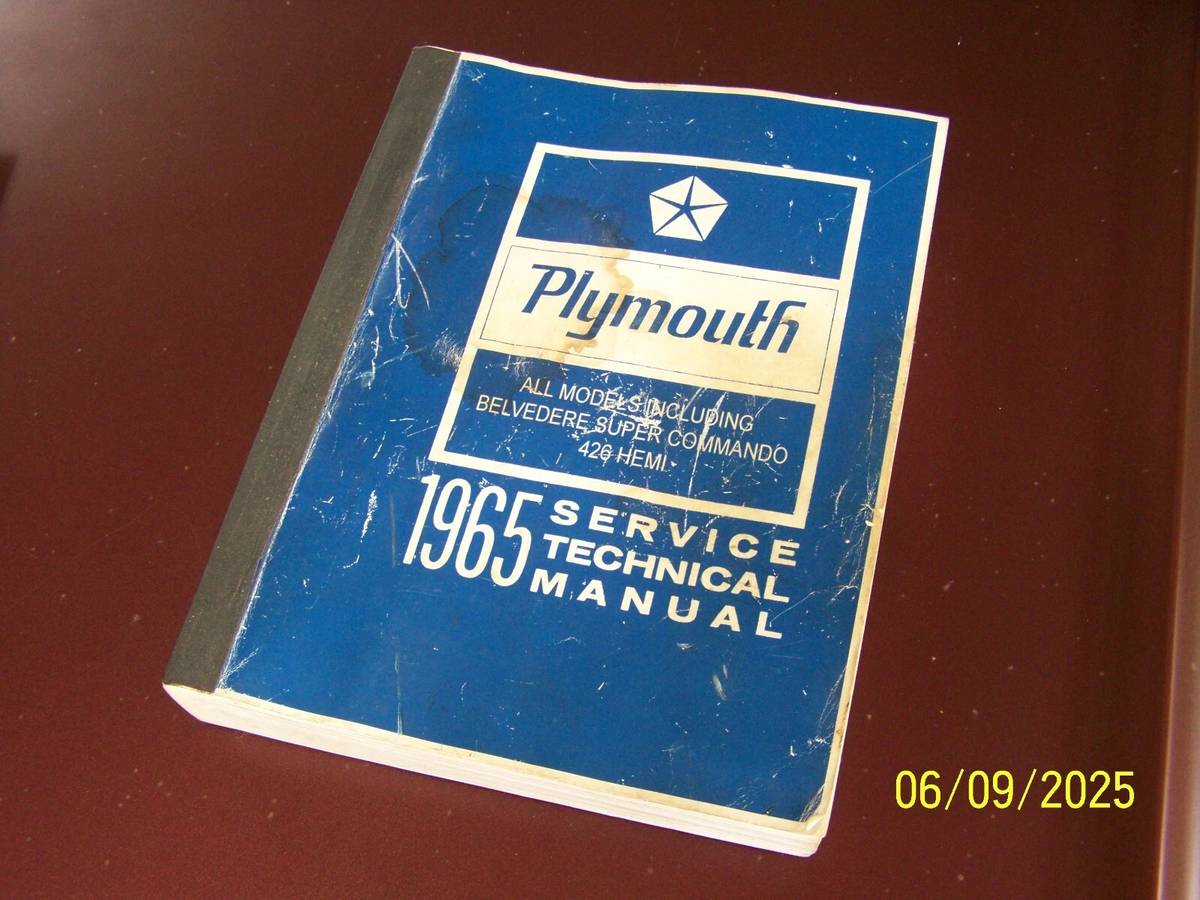 Plymouth
ALL MODELS INCLUDING
BELVEDERE SUPER COMMANDO
426 HEMI
1965 SERVICE
TECHNICAL
MANUAL
06/09/2025